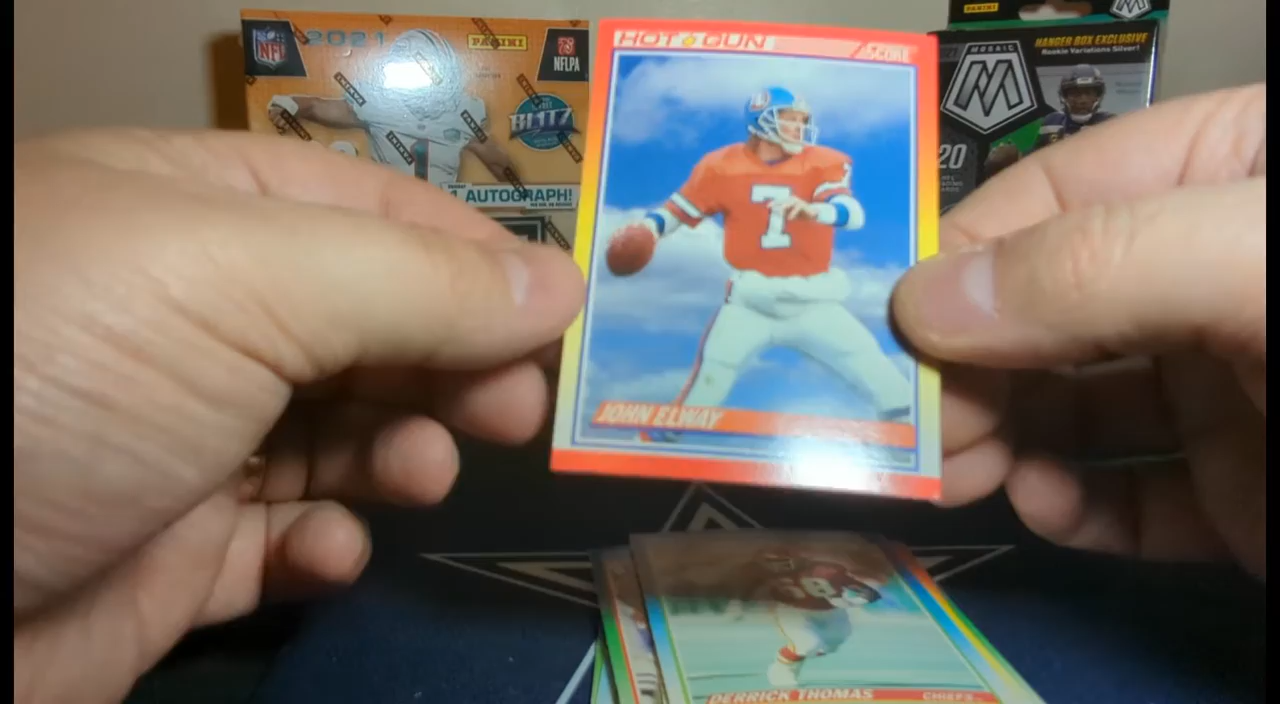 PANINI
2021
PANINI
NFL
NFLPA
BLITZ
1 AUTOGRAPH!
HOT GUN
SCORE
7
JOHN ELWAY
MOSAIC
M
HANGER BOX EXCLUSIVE
Rookie Variations Silver!
20
DERRICK THOMAS
CHIEFS